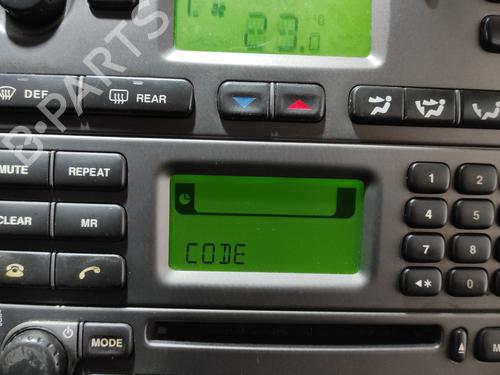 23.0
DEF
REAR
MUTE
REPEAT
1
2
CLEAR
MR
4
5
7
8
CODE
*
0
MODE
M
B-PARTS